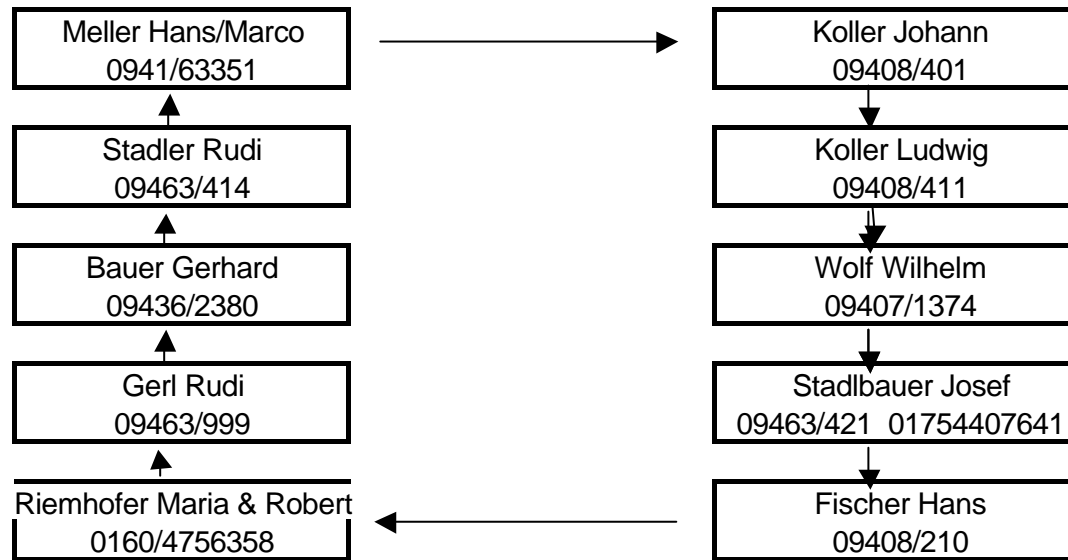 Meller Hans/Marco
0941/63351
Koller Johann
09408/401
Stadler Rudi
09463/414
Koller Ludwig
09408/411
Bauer Gerhard
09436/2380
Wolf Wilhelm
09407/1374
Gerl Rudi
09463/999
Stadlbauer Josef
09463/421 01754407641
Riemhofer Maria & Robert
0160/4756358
Fischer Hans
09408/210